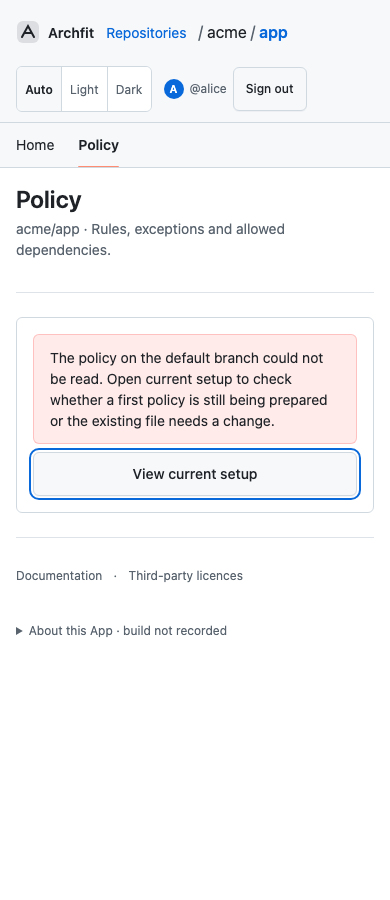 Archfit Repositories / acme / app
Auto Light Dark A @alice Sign out
Home Policy
Policy
acme/app · Rules, exceptions and allowed
dependencies.
The policy on the default branch could not
be read. Open current setup to check
whether a first policy is still being prepared
or the existing file needs a change.
View current setup
Documentation · Third-party licences
About this App · build not recorded